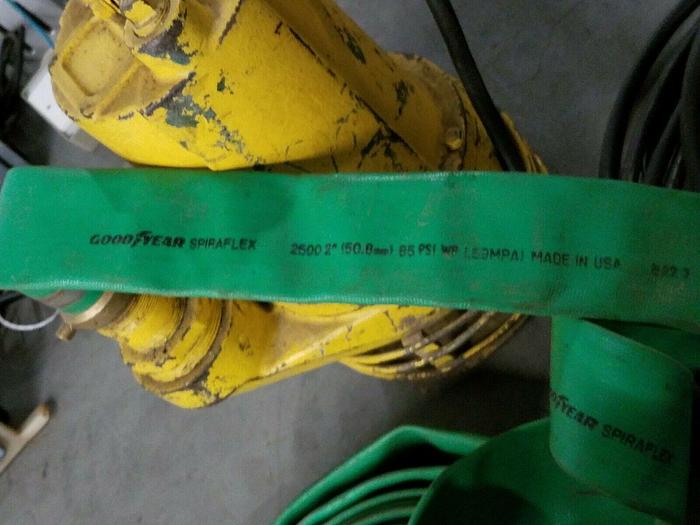 GOODYEAR SPIRAFLEX 2500 2" (50.8mm) 85 PSI WP (.59MPA) MADE IN USA
GOODYEAR SPIRAFLEX